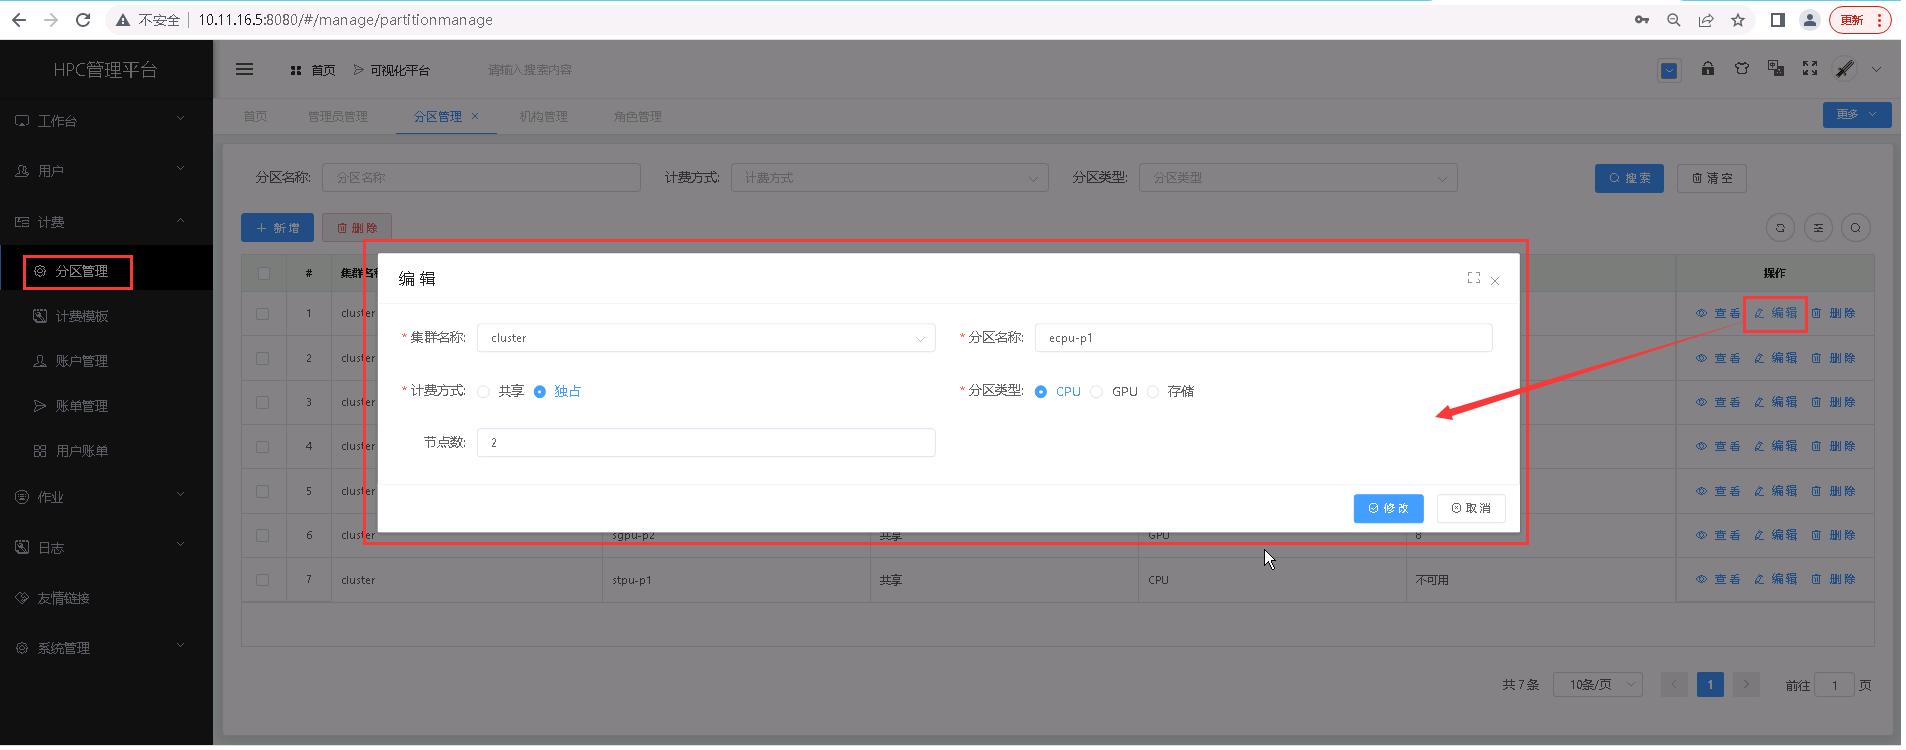 不安全 10.11.16.5:8080/#/manage/partitionmanage 更新
HPC管理平台 首页 可视化平台 请输入搜索内容
首页 管理员管理 分区管理 × 机构管理 角色管理 更多
工作台
用户
计费
分区管理
计费模板
账户管理
账单管理
用户账单
作业
日志
友情链接
系统管理
分区名称: 分区名称 计费方式: 计费方式 分区类型: 分区类型 搜索 清空
+ 新增 删除
# 集群名 操作
编辑
* 集群名称: cluster * 分区名称: ecpu-p1
* 计费方式: 共享 独占 * 分区类型: CPU GPU 存储
节点数: 2
修改 取消
1 cluster 查看 编辑 删除
2 cluster 查看 编辑 删除
3 cluster 查看 编辑 删除
4 cluster 查看 编辑 删除
5 cluster 查看 编辑 删除
6 cluster sgpu-p2 共享 GPU 8 查看 编辑 删除
7 cluster stpu-p1 共享 CPU 不可用 查看 编辑 删除
共 7 条 10条/页 < 1 > 前往 1 页